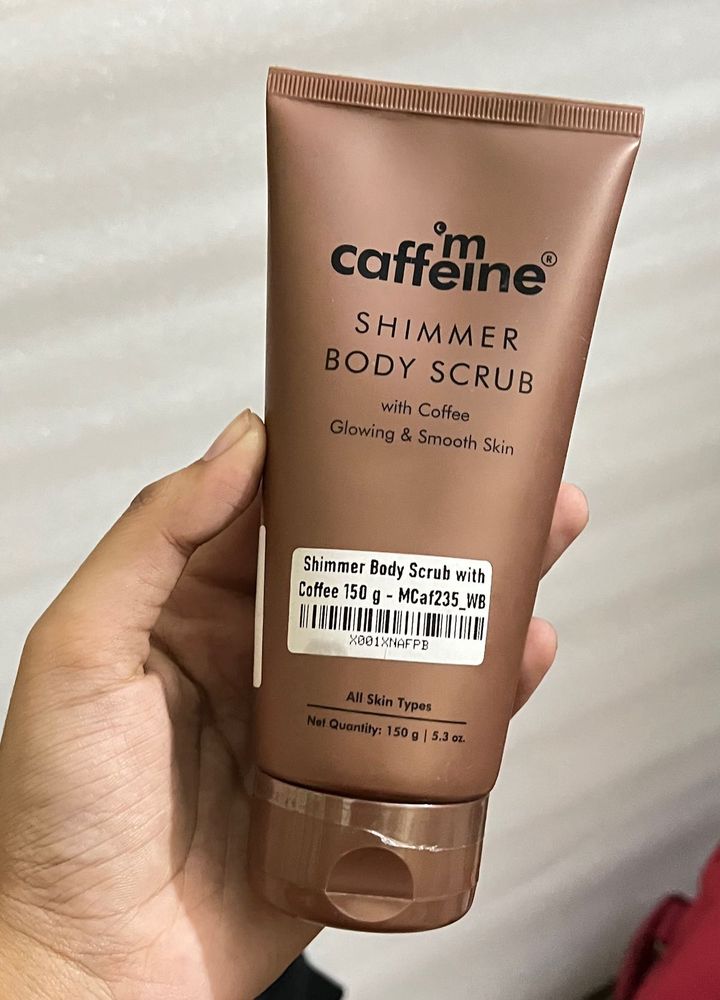 'm
caffeine®
SHIMMER
BODY SCRUB
with Coffee
Glowing & Smooth Skin
Shimmer Body Scrub with
Coffee 150 g - MCaf235_WB
X001XNAFPB
All Skin Types
Net Quantity: 150 g | 5.3 oz.